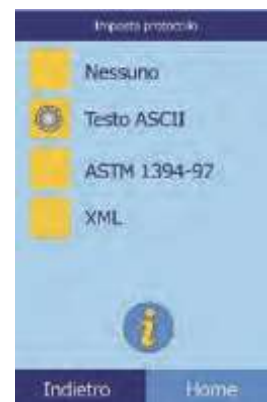 Imposta protocollo
Nessuno
Testo ASCII
ASTM 1394-97
XML
i
Indietro Home